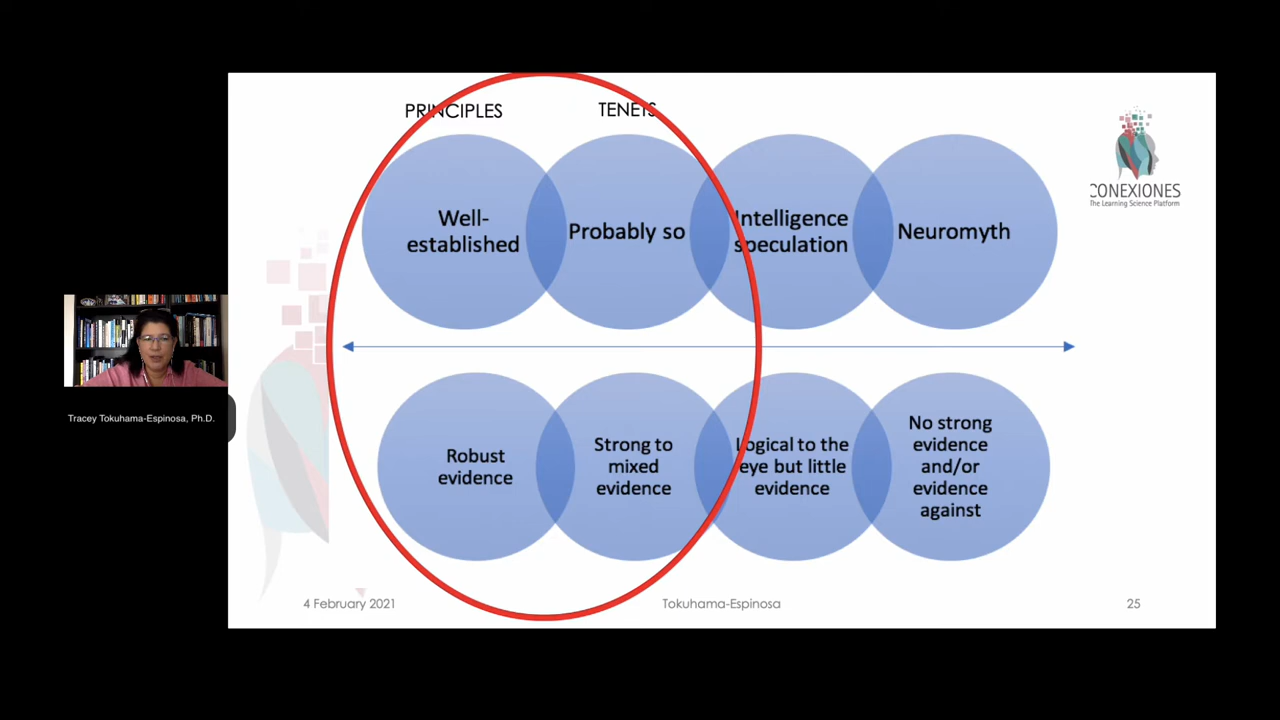 PRINCIPLES
TENETS
Well-
established
Probably so
Intelligence
speculation
Neuromyth
CONEXIONES
The Learning Science Platform
Tracey Tokuhama-Espinosa, Ph.D.
Robust
evidence
Strong to
mixed
evidence
Logical to the
eye but little
evidence
No strong
evidence
and/or
evidence
against
4 February 2021
Tokuhama-Espinosa
25